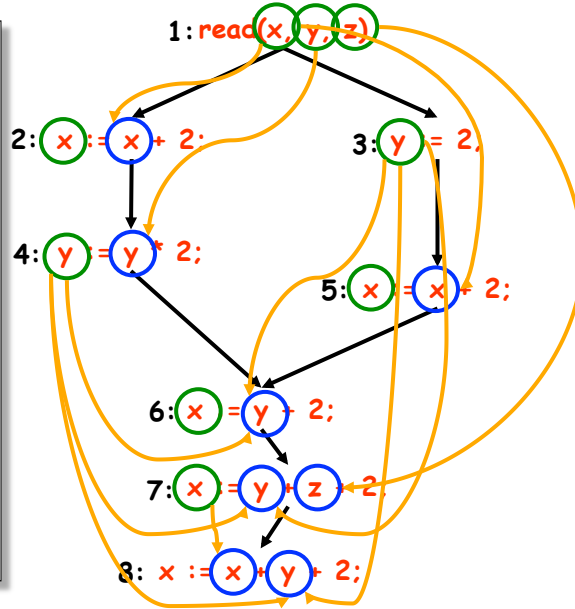 1: read(x, y, z)
2: x := x + 2;
3: y := 2;
4: y := y * 2;
5: x := x + 2;
6: x := y + 2;
7: x := y + z + 2;
8: x := x + y + 2;